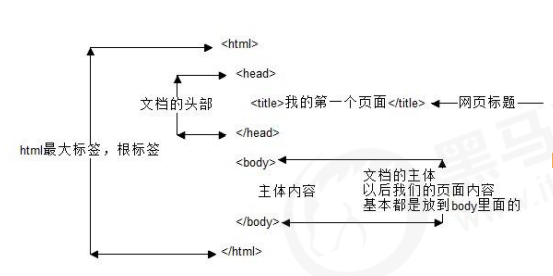 <html>
<head>
文档的头部
<title>我的第一个页面</title>
网页标题
</head>
html最大标签，根标签
<body>
文档的主体
以后我们的页面内容
基本都是放到body里面的
主体内容
</body>
</html>
黑马